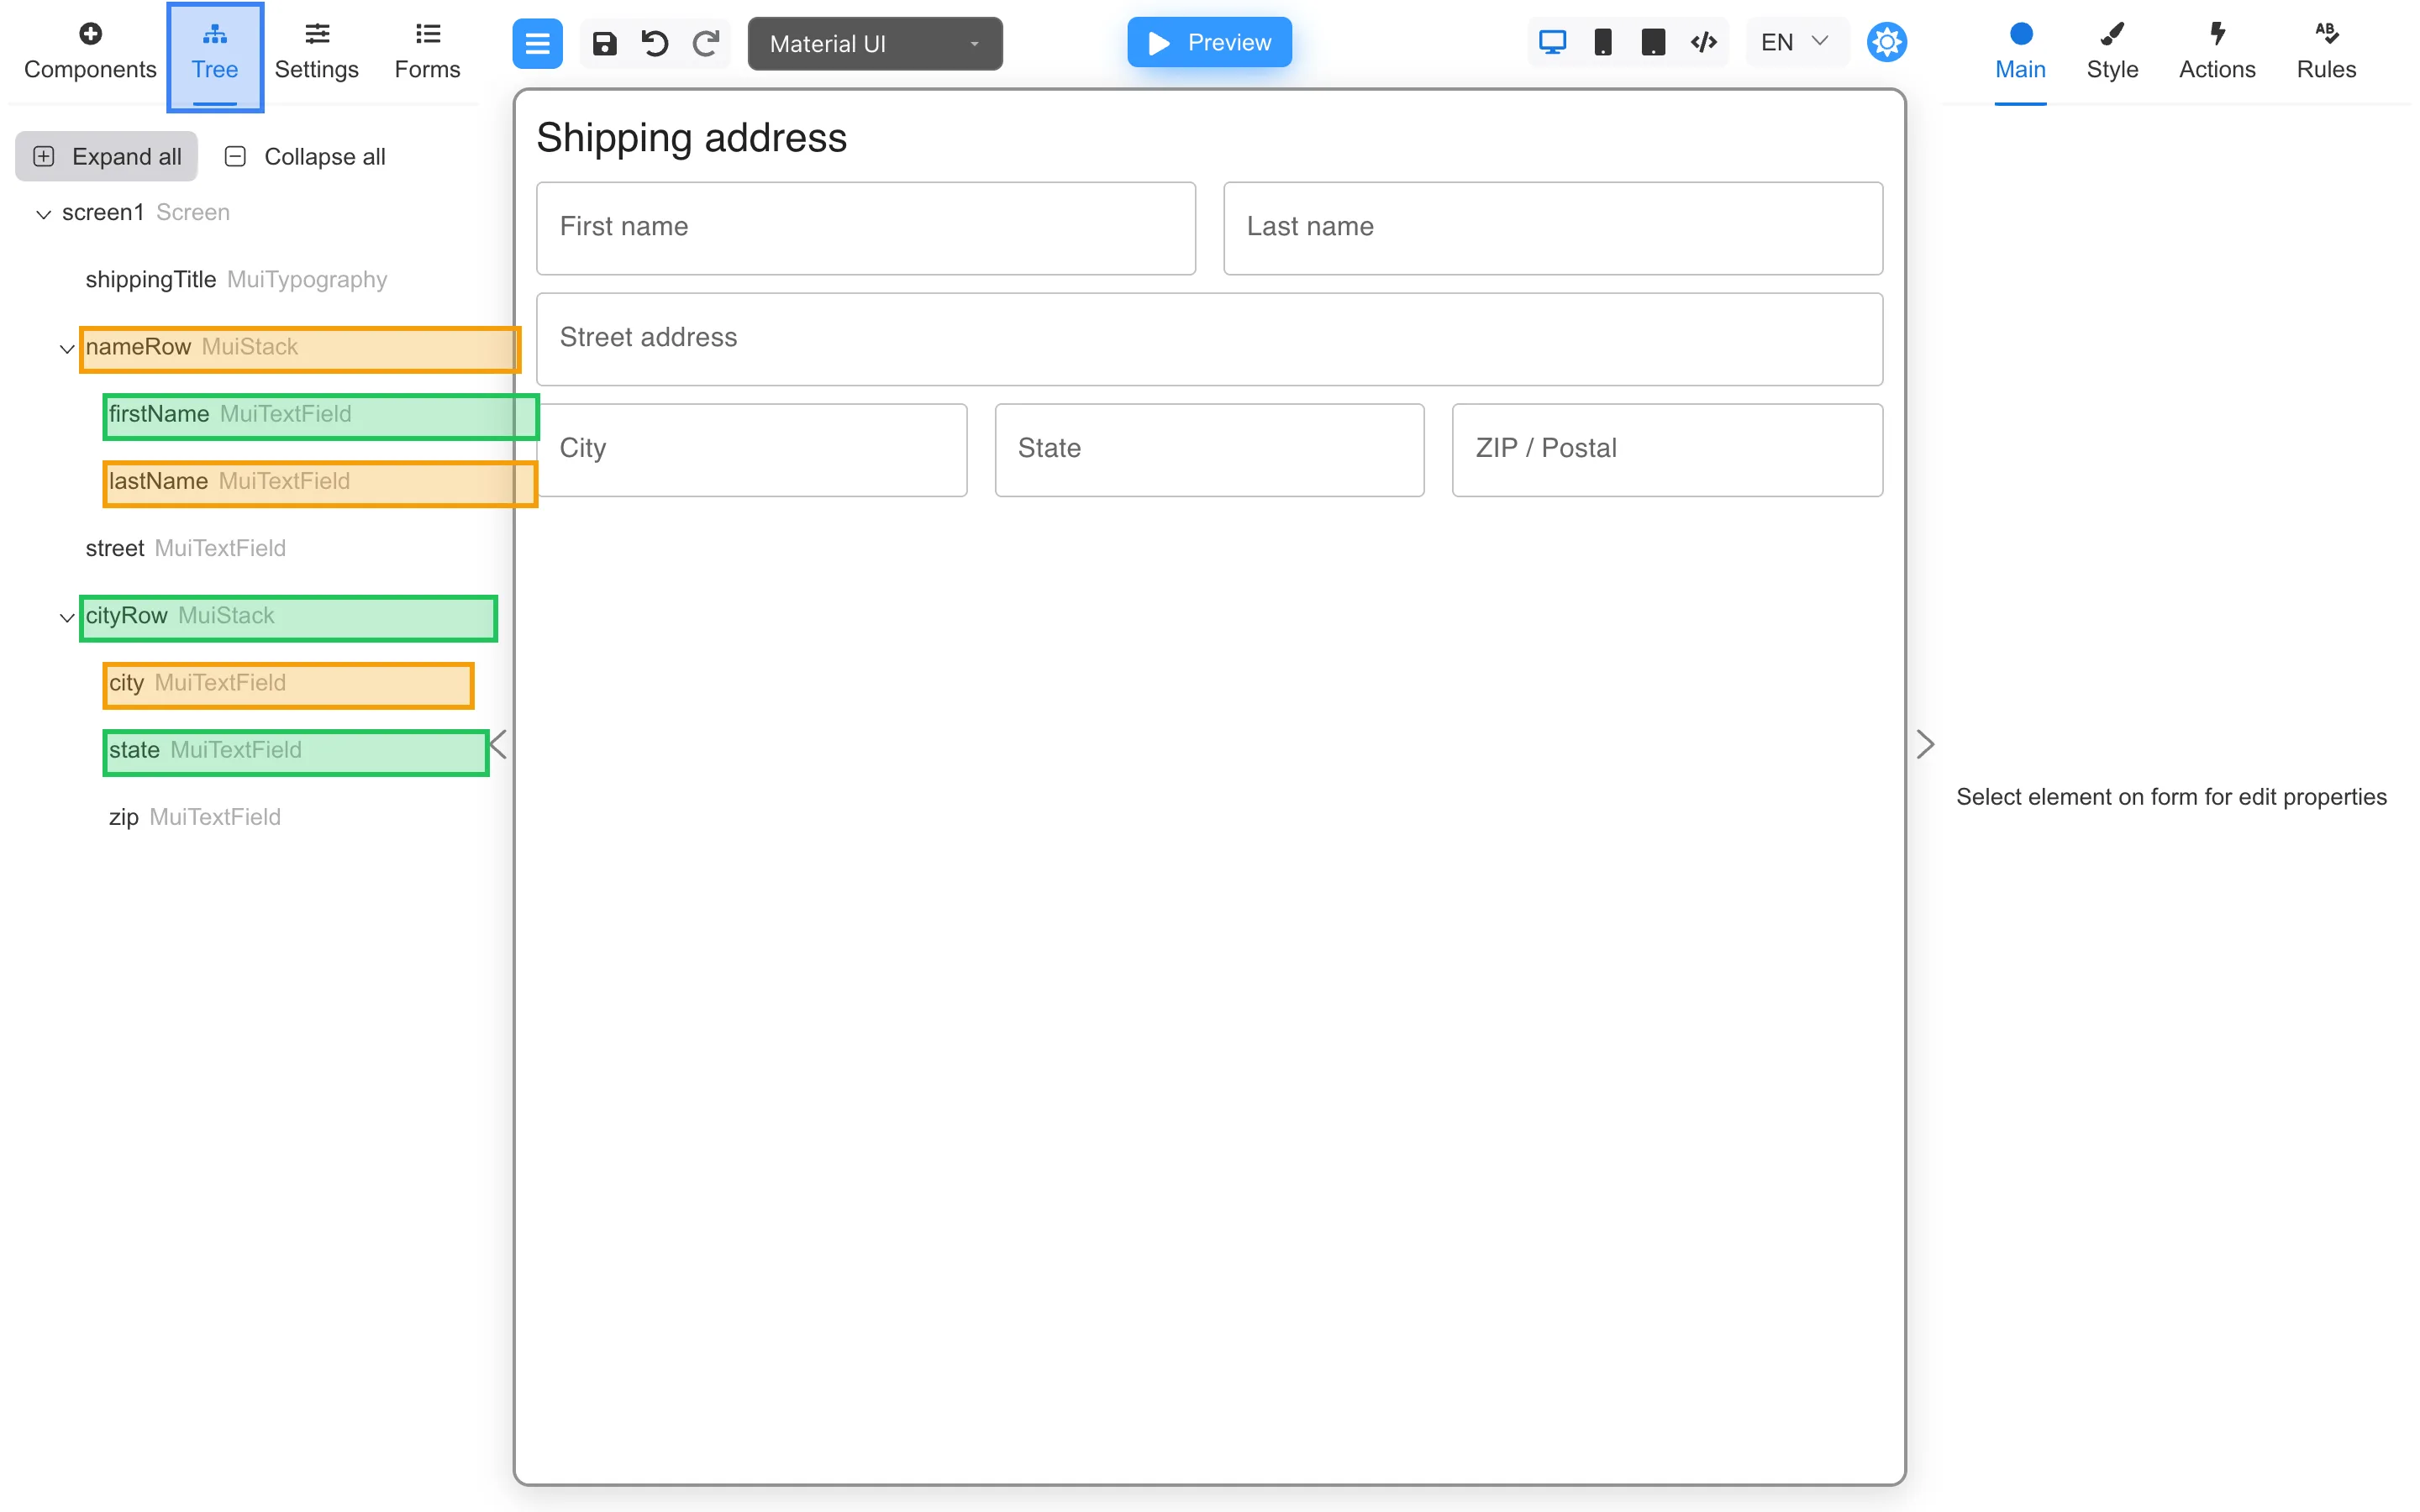 Components
Tree
Settings
Forms
Material UI
Preview
EN
Main
Style
Actions
AB
Rules
Expand all
Collapse all
screen1 Screen
shippingTitle MuiTypography
nameRow MuiStack
firstName MuiTextField
lastName MuiTextField
street MuiTextField
cityRow MuiStack
city MuiTextField
state MuiTextField
zip MuiTextField
Shipping address
First name
Last name
Street address
City
State
ZIP / Postal
Select element on form for edit properties